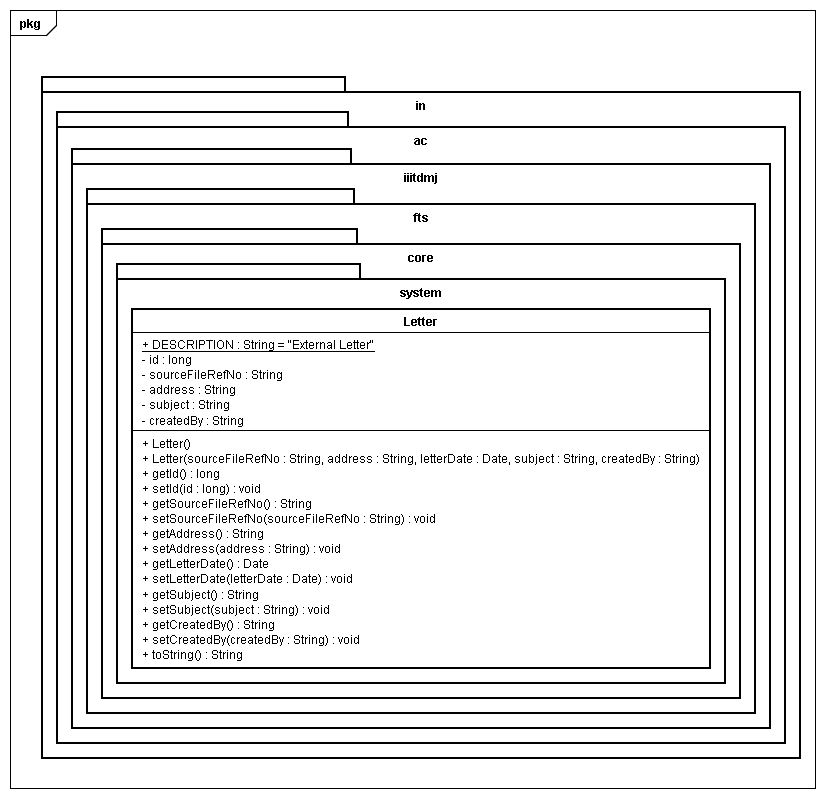 pkg
in
ac
iiitdmj
fts
core
system
Letter
+ DESCRIPTION : String = "External Letter"
- id : long
- sourceFileRefNo : String
- address : String
- subject : String
- createdBy : String
+ Letter()
+ Letter(sourceFileRefNo : String, address : String, letterDate : Date, subject : String, createdBy : String)
+ getId() : long
+ setId(id : long) : void
+ getSourceFileRefNo() : String
+ setSourceFileRefNo(sourceFileRefNo : String) : void
+ getAddress() : String
+ setAddress(address : String) : void
+ getLetterDate() : Date
+ setLetterDate(letterDate : Date) : void
+ getSubject() : String
+ setSubject(subject : String) : void
+ getCreatedBy() : String
+ setCreatedBy(createdBy : String) : void
+ toString() : String